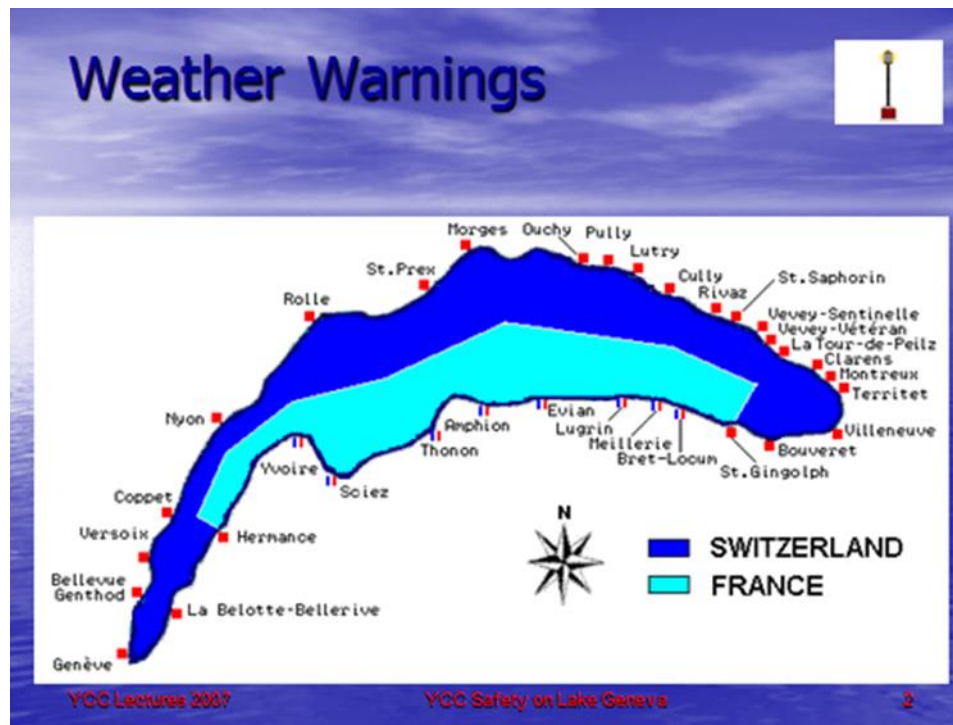 Weather Warnings
Morges
Ouchy
Pully
Lutry
St.Prex
Cully
Rivaz
St.Saphorin
Rolle
Vevey-Sentinelle
Vevey-Vétéran
La Tour-de-Peilz
Clarens
Montreux
Territet
Nyon
Evian
Amphion
Lugrin
Villeneuve
Thonon
Meillerie
Bouveret
Yvoire
Bret-Locum
St.Gingolph
Sciez
Coppet
N
Versoix
Hermance
SWITZERLAND
Bellevue
Genthod
FRANCE
La Belotte-Bellerive
Genève
YCC Lectures 2007
YCC Safety on Lake Geneva
2